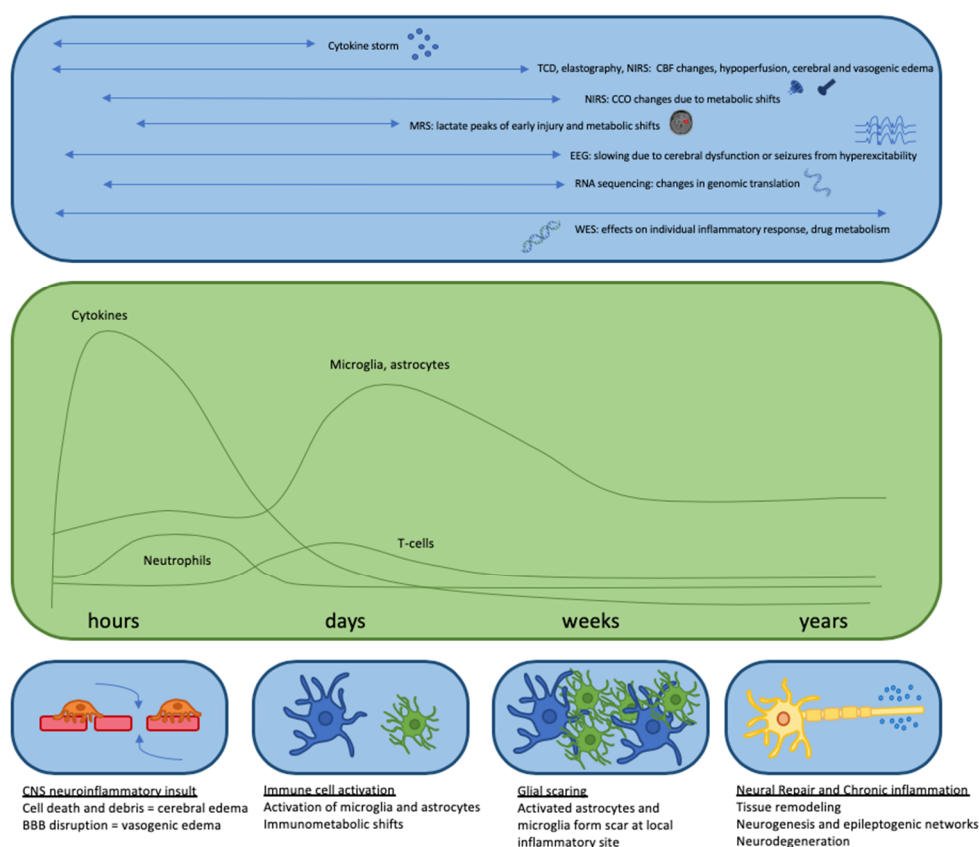 Cytokine storm
TCD, elastography, NIRS: CBF changes, hypoperfusion, cerebral and vasogenic edema
NIRS: CCO changes due to metabolic shifts
MRS: lactate peaks of early injury and metabolic shifts
EEG: slowing due to cerebral dysfunction or seizures from hyperexcitability
RNA sequencing: changes in genomic translation
WES: effects on individual inflammatory response, drug metabolism
Cytokines
Microglia, astrocytes
Neutrophils
T-cells
hours
days
weeks
years
CNS neuroinflammatory insult
Cell death and debris = cerebral edema
BBB disruption = vasogenic edema
Immune cell activation
Activation of microglia and astrocytes
Immunometabolic shifts
Glial scaring
Activated astrocytes and
microglia form scar at local
inflammatory site
Neural Repair and Chronic inflammation
Tissue remodeling
Neurogenesis and epileptogenic networks
Neurodegeneration